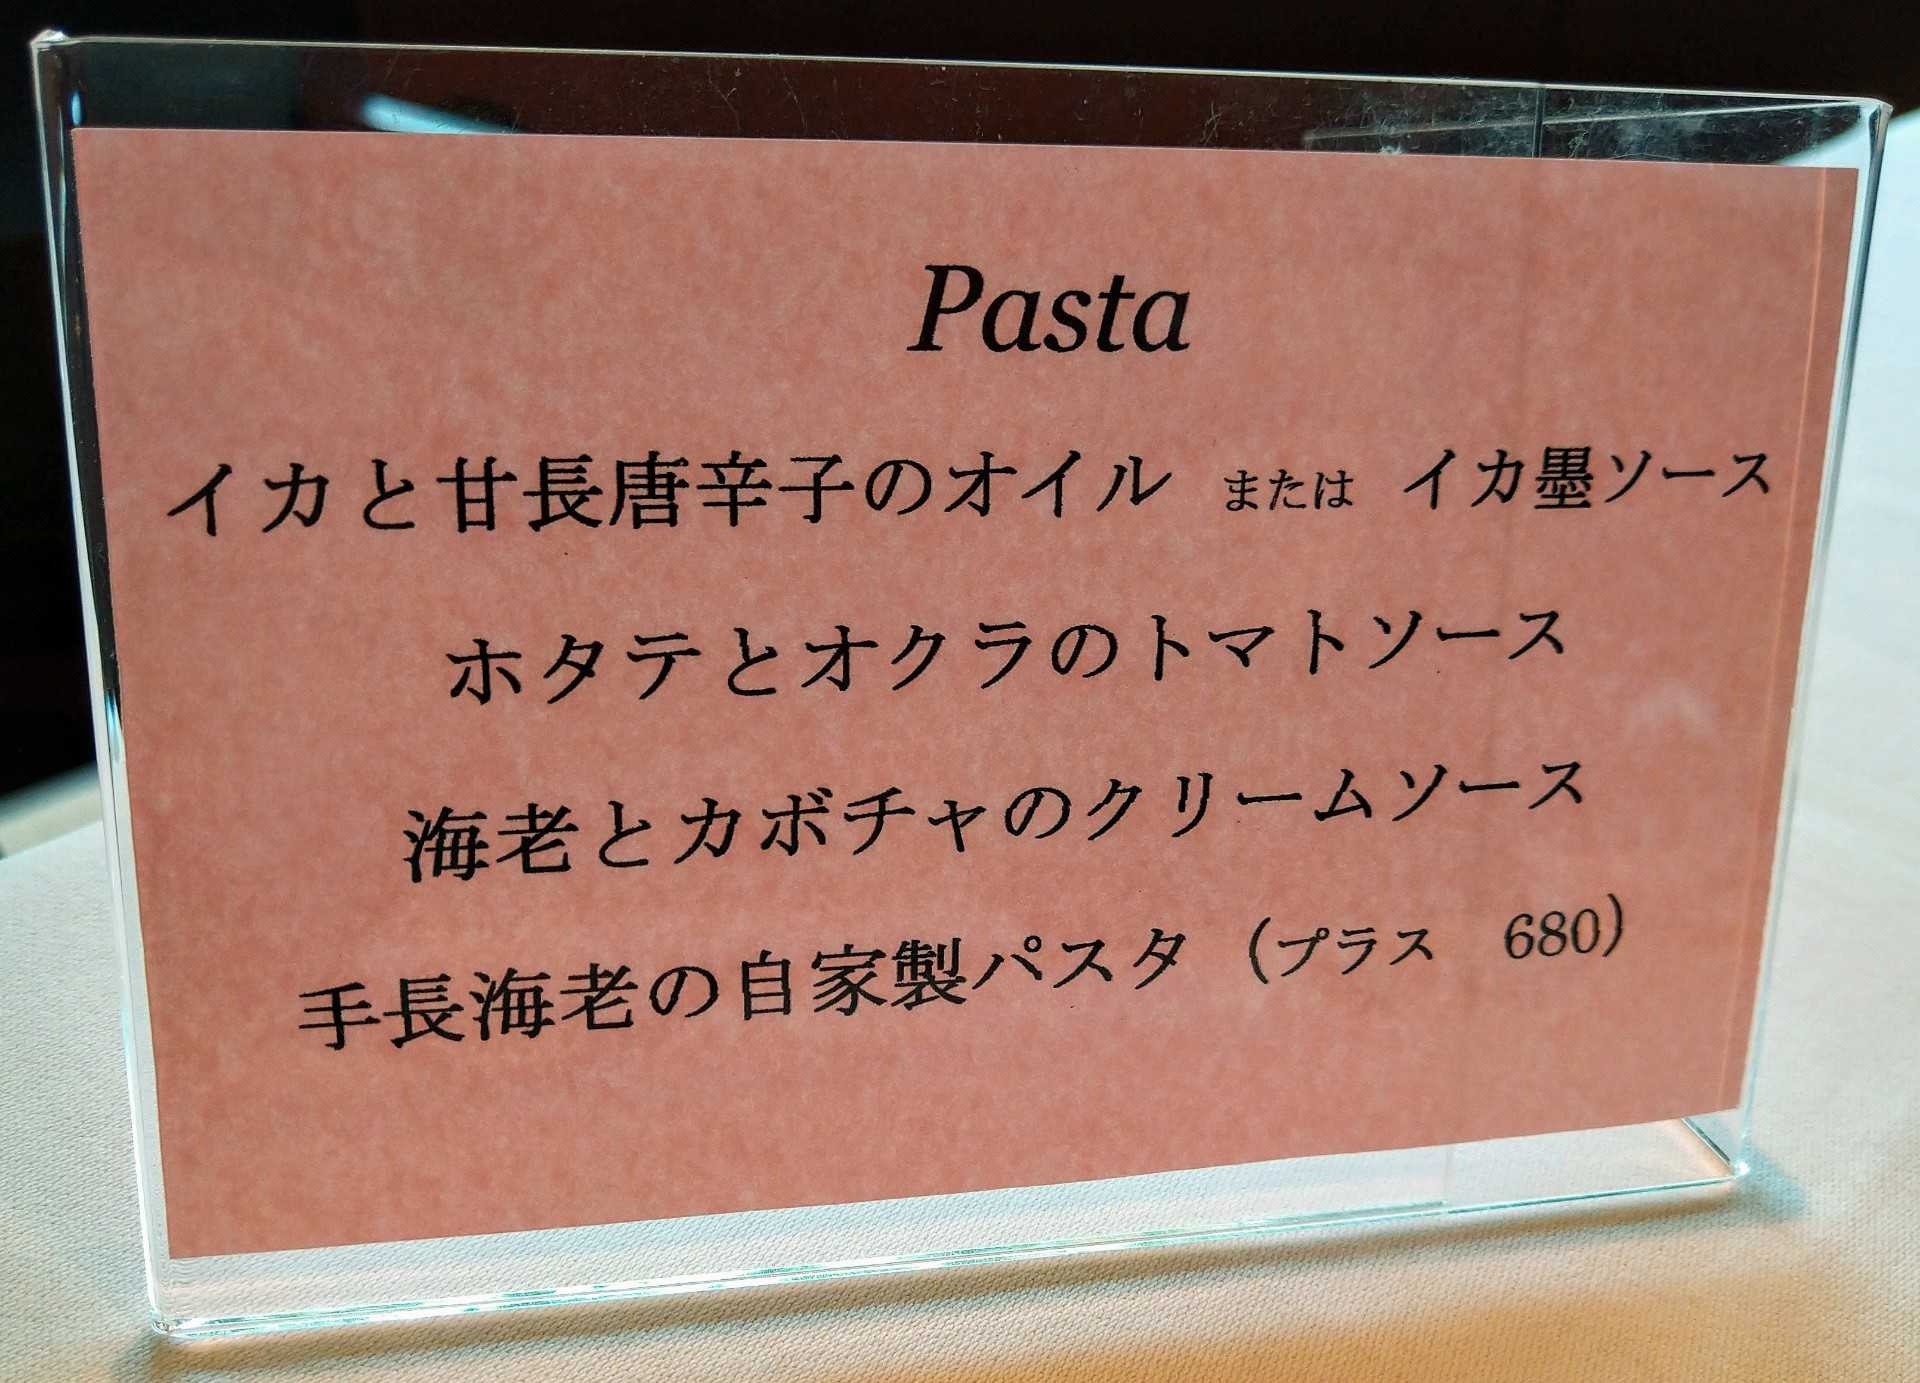 Pasta
イカと甘長唐辛子のオイル　または　イカ墨ソース
ホタテとオクラのトマトソース
海老とカボチャのクリームソース
手長海老の自家製パスタ（プラス　680）